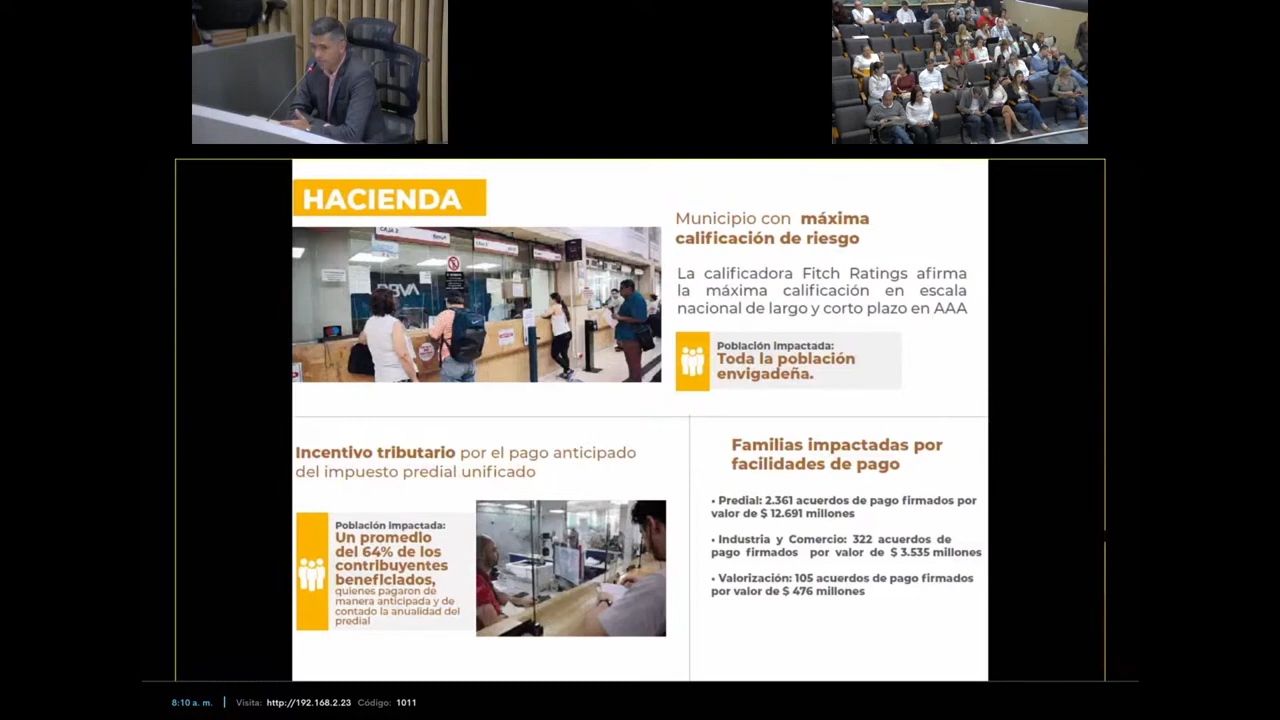 HACIENDA
CAJA 2
BBVA
Municipio con máxima
calificación de riesgo
La calificadora Fitch Ratings afirma
la máxima calificación en escala
nacional de largo y corto plazo en AAA
Población impactada:
Toda la población
envigadeña.
Incentivo tributario por el pago anticipado
del impuesto predial unificado
Población impactada:
Un promedio
del 64% de los
contribuyentes
beneficiados,
quienes pagaron de
manera anticipada y de
contado la anualidad del
predial
Familias impactadas por
facilidades de pago
• Predial: 2.361 acuerdos de pago firmados por
valor de $ 12.691 millones
• Industria y Comercio: 322 acuerdos de
pago firmados por valor de $ 3.535 millones
• Valorización: 105 acuerdos de pago firmados
por valor de $ 476 millones
8:10 a. m. | Visita: http://192.168.2.23 Código: 1011